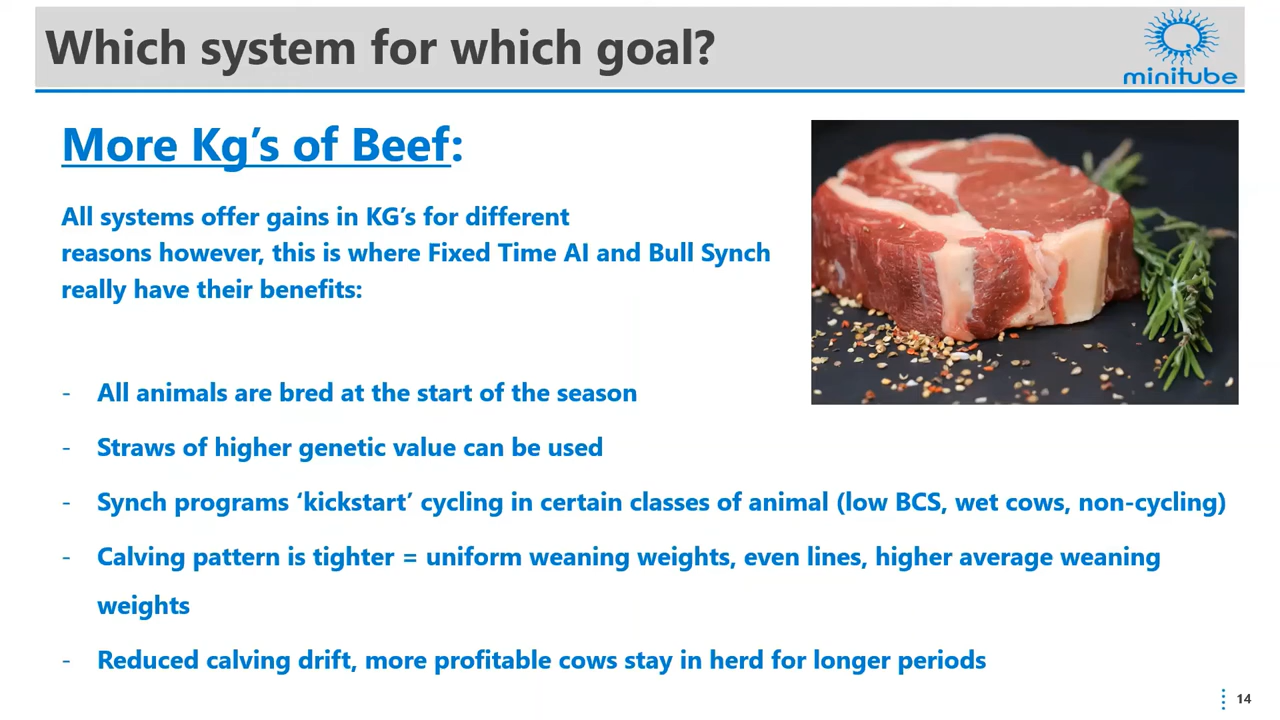 Which system for which goal?
minitube
More Kg's of Beef:
All systems offer gains in KG's for different
reasons however, this is where Fixed Time AI and Bull Synch
really have their benefits:
- All animals are bred at the start of the season
- Straws of higher genetic value can be used
- Synch programs ‘kickstart’ cycling in certain classes of animal (low BCS, wet cows, non-cycling)
- Calving pattern is tighter = uniform weaning weights, even lines, higher average weaning
weights
- Reduced calving drift, more profitable cows stay in herd for longer periods
14